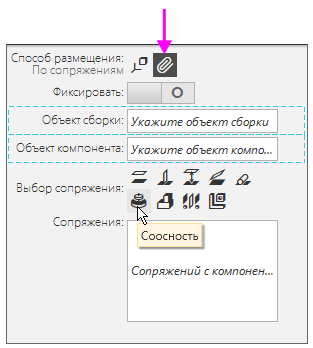 Способ размещения:
По сопряжениям
Фиксировать:
Объект сборки: Укажите объект сборки
Объект компонента: Укажите объект компо...
Выбор сопряжения:
Сопряжения:
Соосность
Сопряжений с компонен...